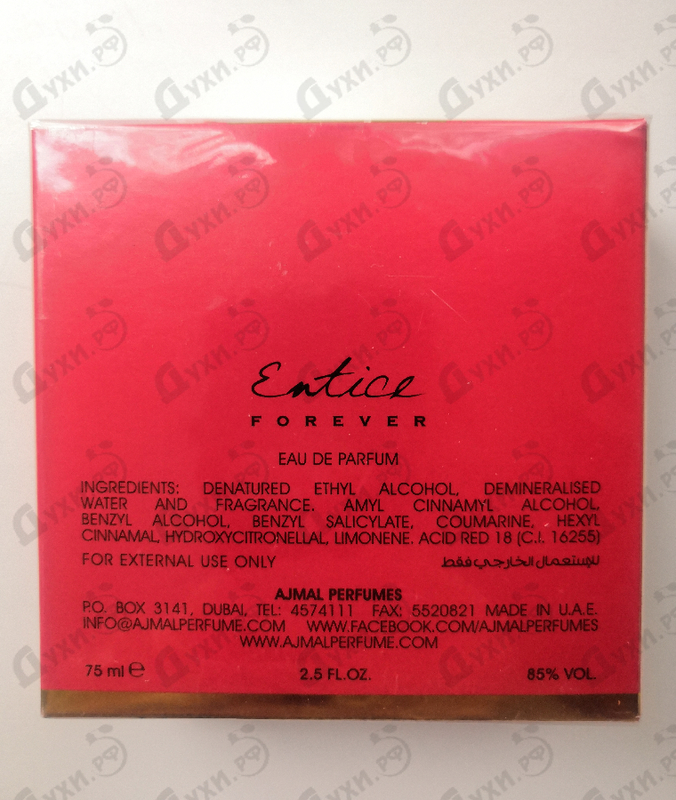 Entice
FOREVER
EAU DE PARFUM
INGREDIENTS: DENATURED ETHYL ALCOHOL, DEMINERALISED
WATER AND FRAGRANCE. AMYL CINNAMYL ALCOHOL,
BENZYL ALCOHOL, BENZYL SALICYLATE, COUMARINE, HEXYL
CINNAMAL, HYDROXYCITRONELLAL, LIMONENE. ACID RED 18 (C.I. 16255)
FOR EXTERNAL USE ONLY للإستعمال الخارجي فقط
AJMAL PERFUMES
P.O. BOX 3141, DUBAI, TEL: 4574111 FAX: 5520821 MADE IN U.A.E.
INFO@AJMALPERFUME.COM WWW.FACEBOOK.COM/AJMALPERFUMES
WWW.AJMALPERFUME.COM
75 ml e 2.5 FL.OZ. 85% VOL.
Духи.рф